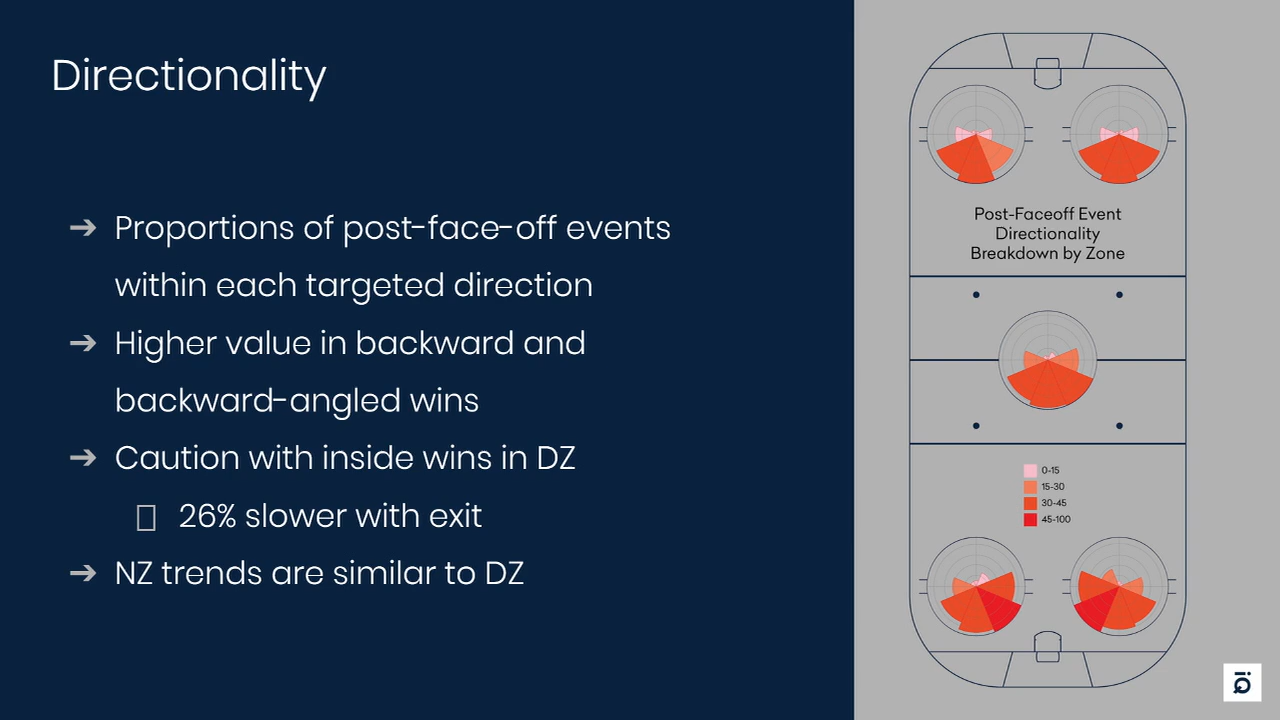 Directionality
➔ Proportions of post-face-off events
within each targeted direction
➔ Higher value in backward and
backward-angled wins
➔ Caution with inside wins in DZ
26% slower with exit
➔ NZ trends are similar to DZ
Post-Faceoff Event
Directionality
Breakdown by Zone
0-15
15-30
30-45
45-100